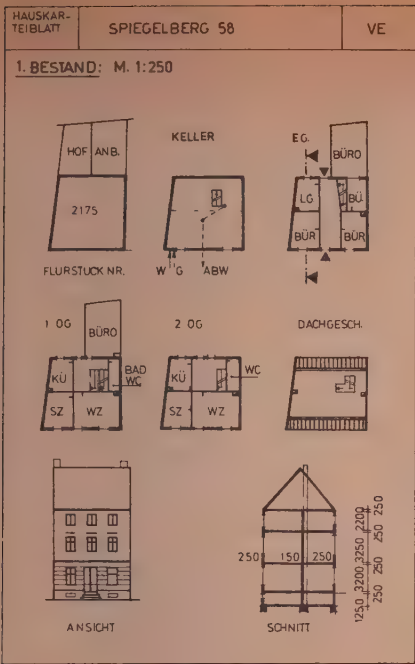 HAUSKAR-
TEIBLATT
SPIEGELBERG 58
VE
1. BESTAND: M. 1:250
HOF ANB.
2175
FLURSTUCK NR.
KELLER
W G ABW
EG.
BÜRO
LG BÜ.
BÜR BÜR
1 OG
BÜRO
KÜ
BAD
WC
SZ WZ
2 OG
KÜ
WC
SZ WZ
DACHGESCH.
ANSICHT
250 150 250
1250 3200 3250 2200
250 250 250 250
SCHNITT